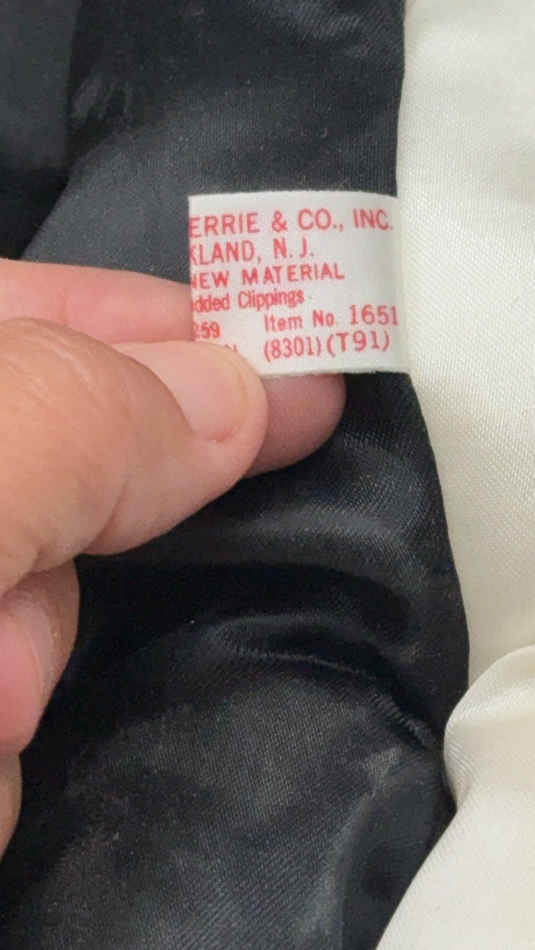 ERRIE & CO., INC.
KLAND, N. J.
NEW MATERIAL
dded Clippings
259 Item No. 1651
(8301) (T91)